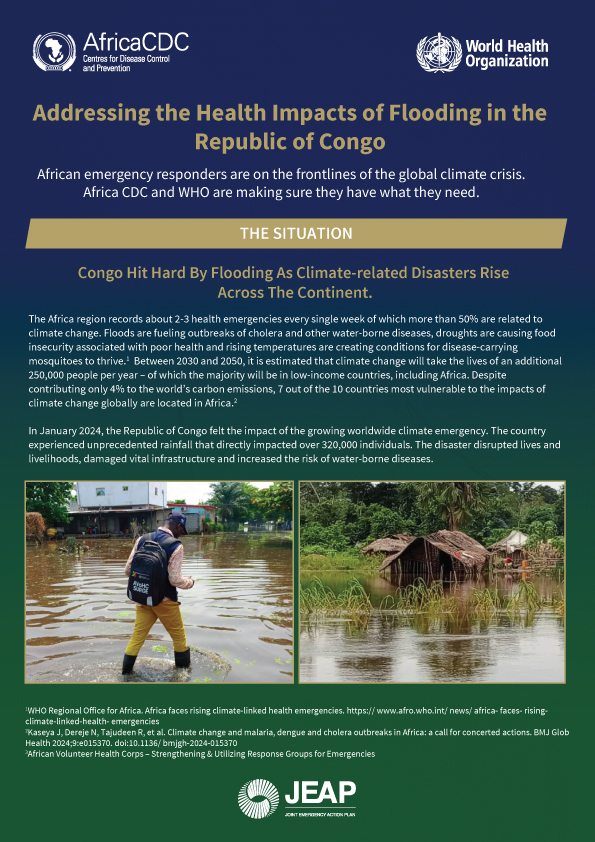 AfricaCDC
Centres for Disease Control
and Prevention
World Health
Organization
Addressing the Health Impacts of Flooding in the
Republic of Congo
African emergency responders are on the frontlines of the global climate crisis.
Africa CDC and WHO are making sure they have what they need.
THE SITUATION
Congo Hit Hard By Flooding As Climate-related Disasters Rise
Across The Continent.
The Africa region records about 2-3 health emergencies every single week of which more than 50% are related to
climate change. Floods are fueling outbreaks of cholera and other water-borne diseases, droughts are causing food
insecurity associated with poor health and rising temperatures are creating conditions for disease-carrying
mosquitoes to thrive.¹ Between 2030 and 2050, it is estimated that climate change will take the lives of an additional
250,000 people per year – of which the majority will be in low-income countries, including Africa. Despite
contributing only 4% to the world's carbon emissions, 7 out of the 10 countries most vulnerable to the impacts of
climate change globally are located in Africa.²
In January 2024, the Republic of Congo felt the impact of the growing worldwide climate emergency. The country
experienced unprecedented rainfall that directly impacted over 320,000 individuals. The disaster disrupted lives and
livelihoods, damaged vital infrastructure and increased the risk of water-borne diseases.
AVoHC
SURGE
¹WHO Regional Office for Africa. Africa faces rising climate-linked health emergencies. https:// www.afro.who.int/ news/ africa- faces- rising-
climate-linked-health- emergencies
²Kaseya J, Dereje N, Tajudeen R, et al. Climate change and malaria, dengue and cholera outbreaks in Africa: a call for concerted actions. BMJ Glob
Health 2024;9:e015370. doi:10.1136/ bmjgh-2024-015370
³African Volunteer Health Corps – Strengthening & Utilizing Response Groups for Emergencies
JEAP
JOINT EMERGENCY ACTION PLAN